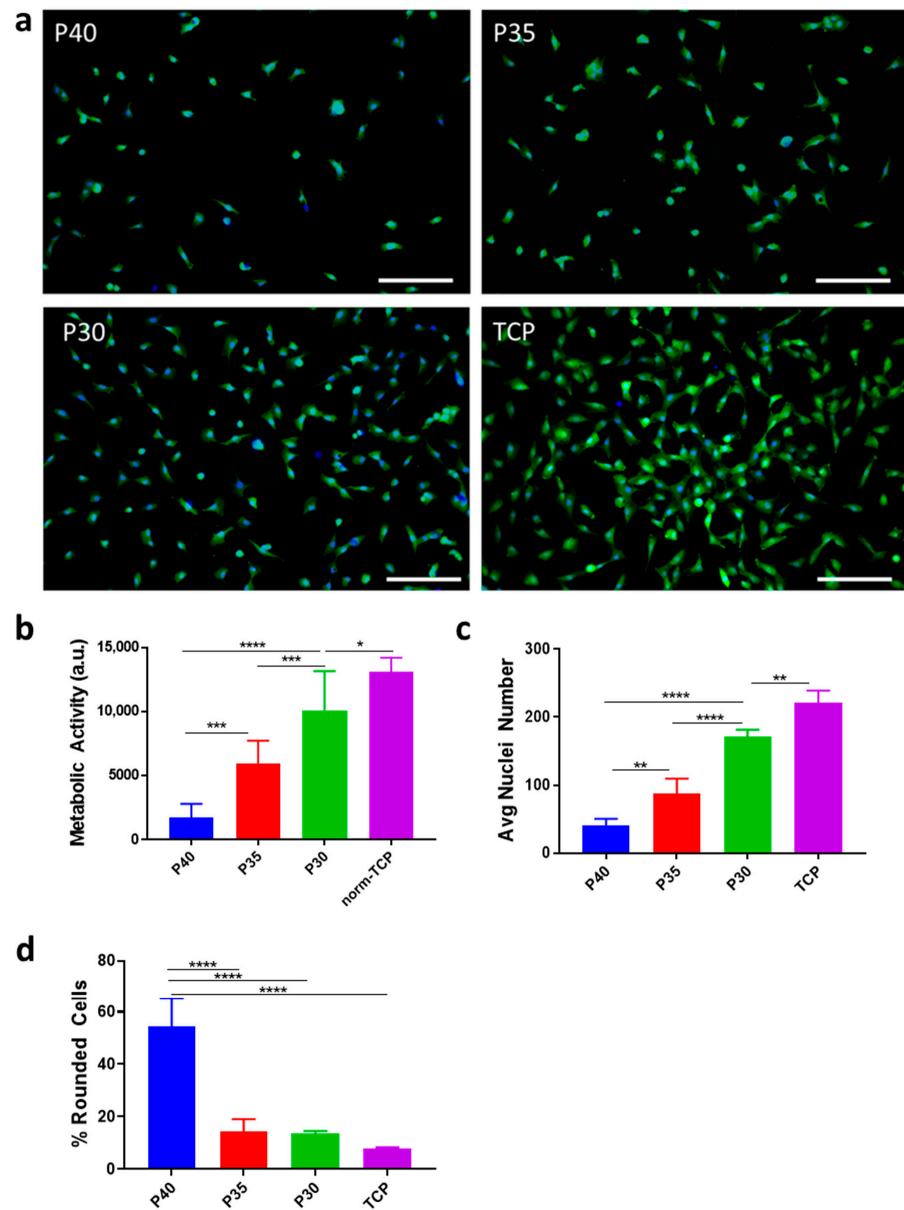 a
P40
P35
P30
TCP
b
Metabolic Activity (a.u.)
15,000
10,000
5000
0
****
*
***
***
P40
P35
P30
norm-TCP
c
Avg Nuclei Number
300
200
100
0
**
****
****
**
P40
P35
P30
TCP
d
% Rounded Cells
80
60
40
20
0
****
****
****
P40
P35
P30
TCP